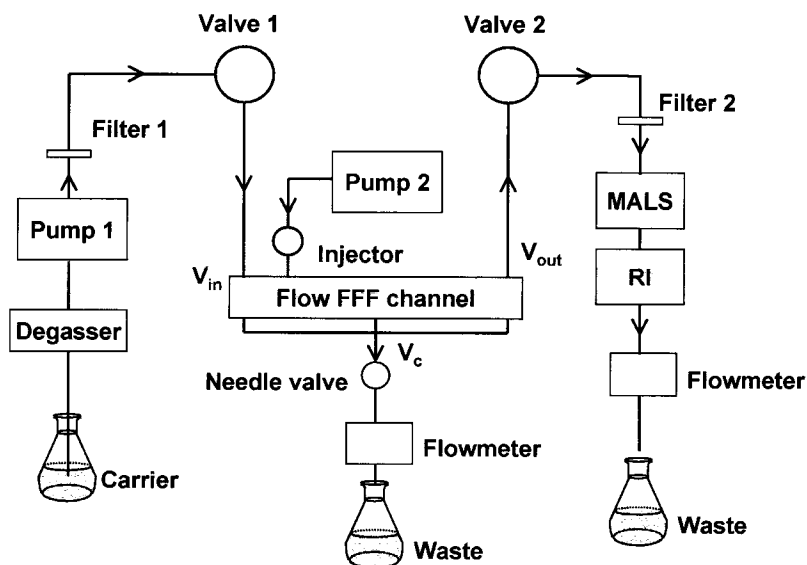 Valve 1
Valve 2
Filter 1
Filter 2
Pump 2
MALS
Pump 1
Injector
V_out
V_in
RI
Flow FFF channel
Degasser
V_c
Needle valve
Flowmeter
Flowmeter
Carrier
Waste
Waste